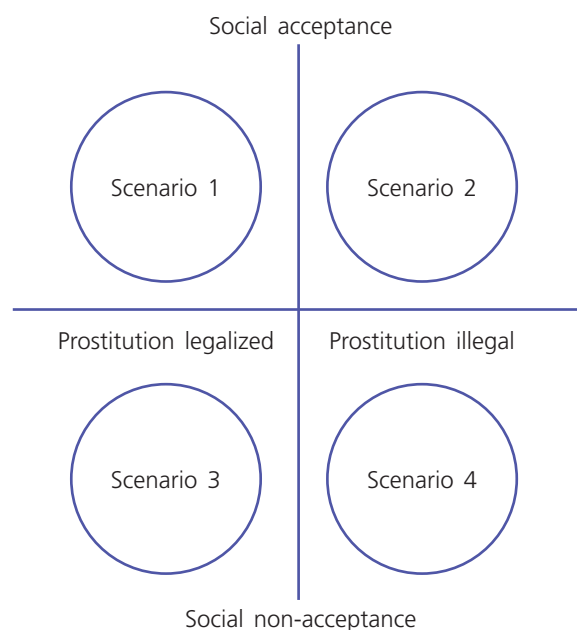 Social acceptance
Scenario 1
Scenario 2
Prostitution legalized
Prostitution illegal
Scenario 3
Scenario 4
Social non-acceptance